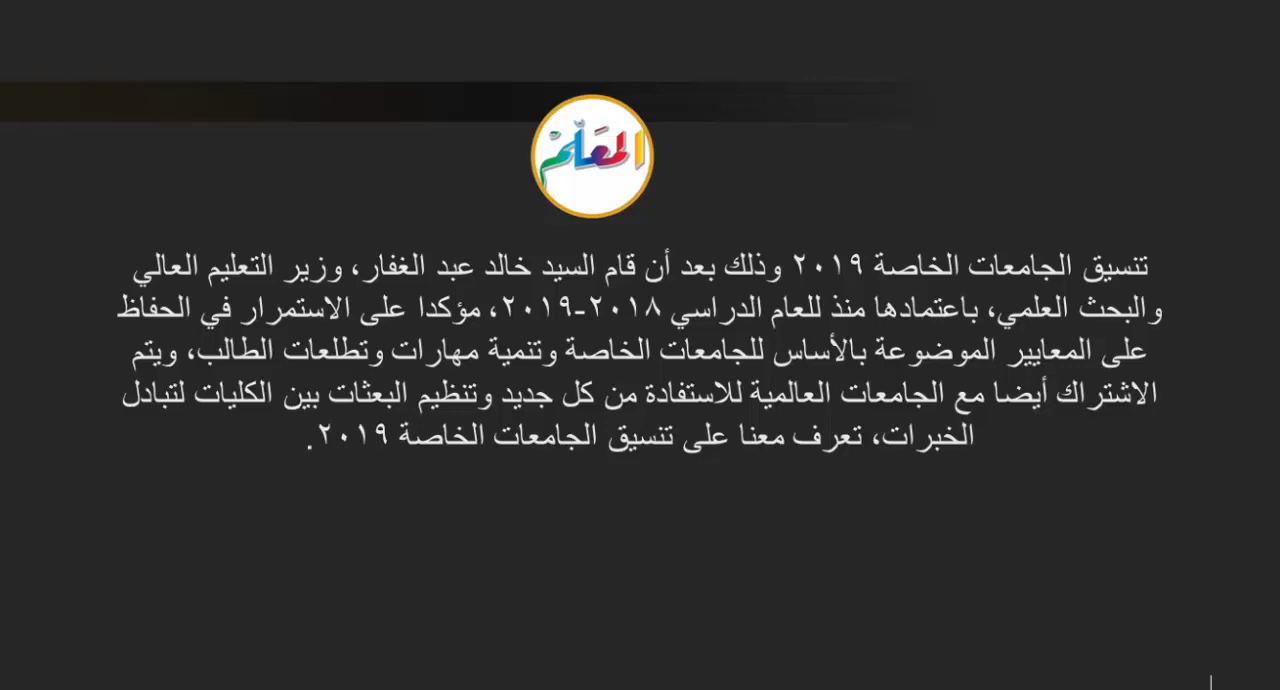 المَعَلِّمْ
تنسيق الجامعات الخاصة ٢٠١٩ وذلك بعد أن قام السيد خالد عبد الغفار، وزير التعليم العالي
والبحث العلمي، باعتمادها منذ للعام الدراسي ٢٠١٨-٢٠١٩، مؤكدا على الاستمرار في الحفاظ
على المعايير الموضوعة بالأساس للجامعات الخاصة وتنمية مهارات وتطلعات الطالب، ويتم
الاشتراك أيضا مع الجامعات العالمية للاستفادة من كل جديد وتنظيم البعثات بين الكليات لتبادل
الخبرات، تعرف معنا على تنسيق الجامعات الخاصة ٢٠١٩.